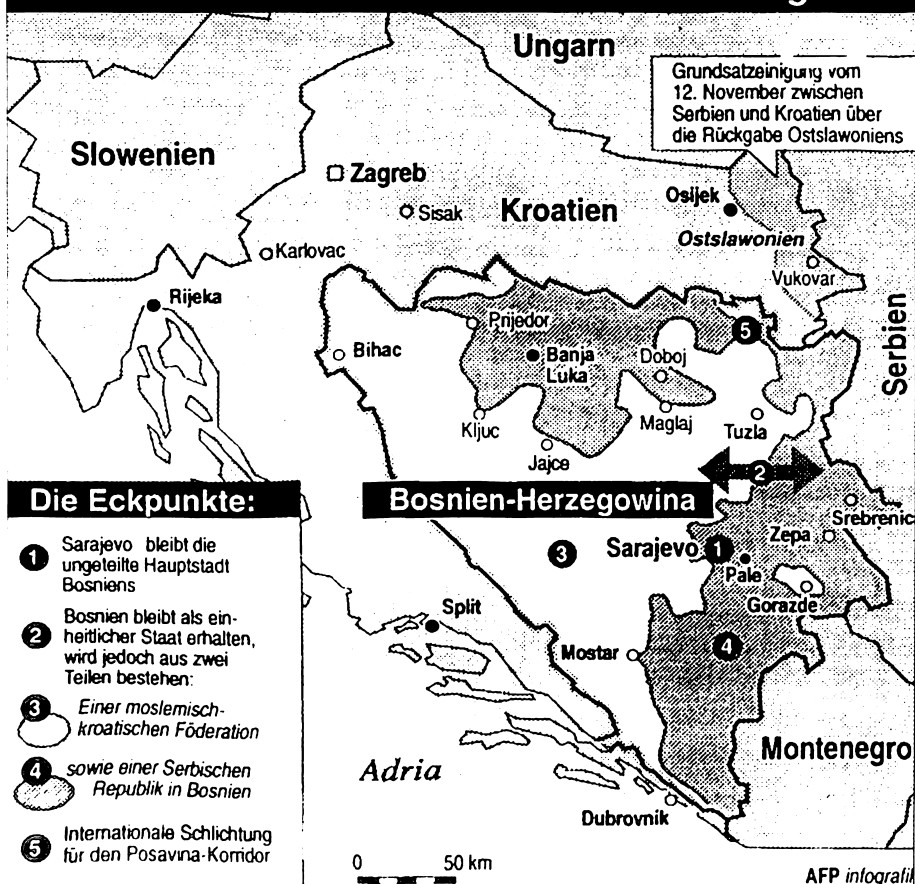 Ungarn
Grundsatzeinigung vom
12. November zwischen
Serbien und Kroatien über
die Rückgabe Ostslawoniens
Slowenien
Zagreb
Sisak
Kroatien
Osijek
Ostslawonien
Karlovac
Vukovar
Rijeka
Serbien
Prijedor
5
Bihac
Banja
Luka
Doboj
Kljuc
Maglaj
Tuzla
Jajce
2
Die Eckpunkte:
Bosnien-Herzegowina
Srebrenic
Zepa
3
Sarajevo
1
Pale
Gorazde
1 Sarajevo bleibt die
ungeteilte Hauptstadt
Bosniens
2 Bosnien bleibt als ein-
heitlicher Staat erhalten,
wird jedoch aus zwei
Teilen bestehen:
3 Einer moslemisch-
kroatischen Föderation
4 sowie einer Serbischen
Republik in Bosnien
5 Internationale Schlichtung
für den Posavina-Korridor
Split
Mostar
4
Montenegro
Adria
Dubrovnik
0 50 km
AFP infografik